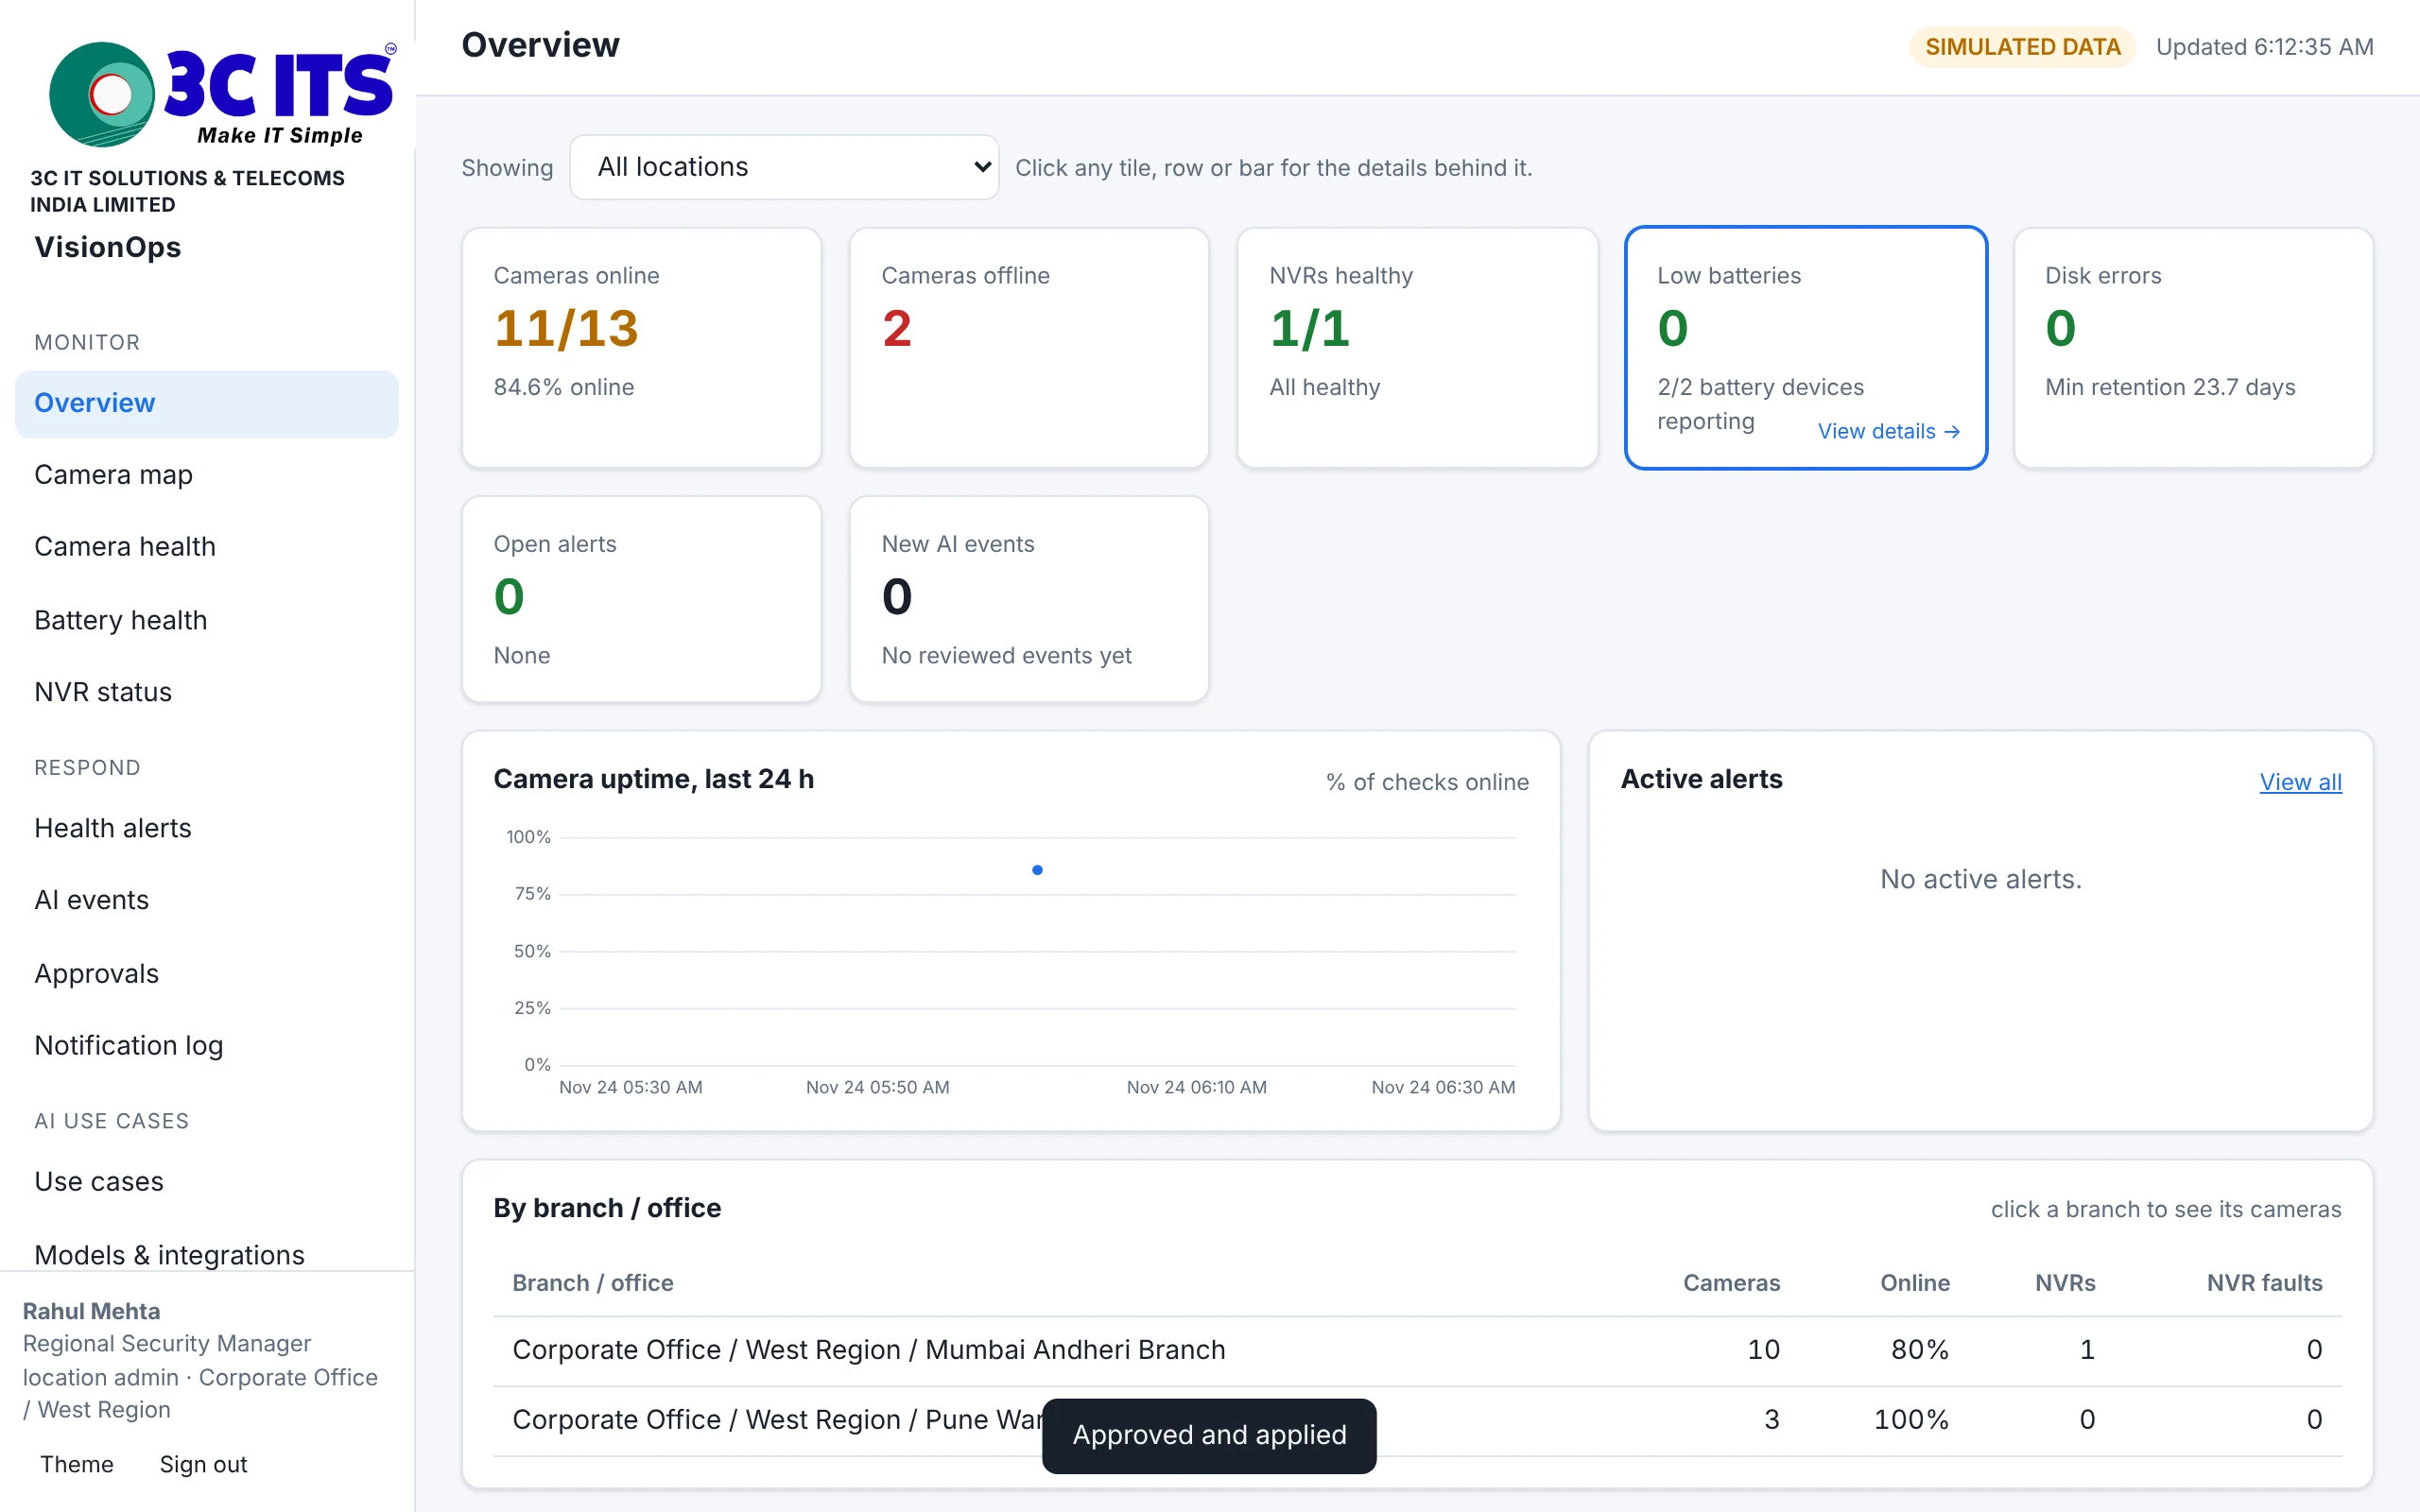 3C ITS
TM
Make IT Simple
3C IT SOLUTIONS & TELECOMS
INDIA LIMITED
VisionOps
MONITOR
Overview
Camera map
Camera health
Battery health
NVR status
RESPOND
Health alerts
AI events
Approvals
Notification log
AI USE CASES
Use cases
Models & integrations
Rahul Mehta
Regional Security Manager
location admin · Corporate Office
/ West Region
Theme Sign out
Overview
SIMULATED DATA Updated 6:12:35 AM
Showing All locations Click any tile, row or bar for the details behind it.
Cameras online
11/13
84.6% online
Cameras offline
2
NVRs healthy
1/1
All healthy
Low batteries
0
2/2 battery devices
reporting
View details →
Disk errors
0
Min retention 23.7 days
Open alerts
0
None
New AI events
0
No reviewed events yet
Camera uptime, last 24 h
% of checks online
100%
75%
50%
25%
0%
Nov 24 05:30 AM Nov 24 05:50 AM Nov 24 06:10 AM Nov 24 06:30 AM
Active alerts
View all
No active alerts.
By branch / office
click a branch to see its cameras
Branch / office Cameras Online NVRs NVR faults
Corporate Office / West Region / Mumbai Andheri Branch 10 80% 1 0
Corporate Office / West Region / Pune 3 100% 0 0
Approved and applied